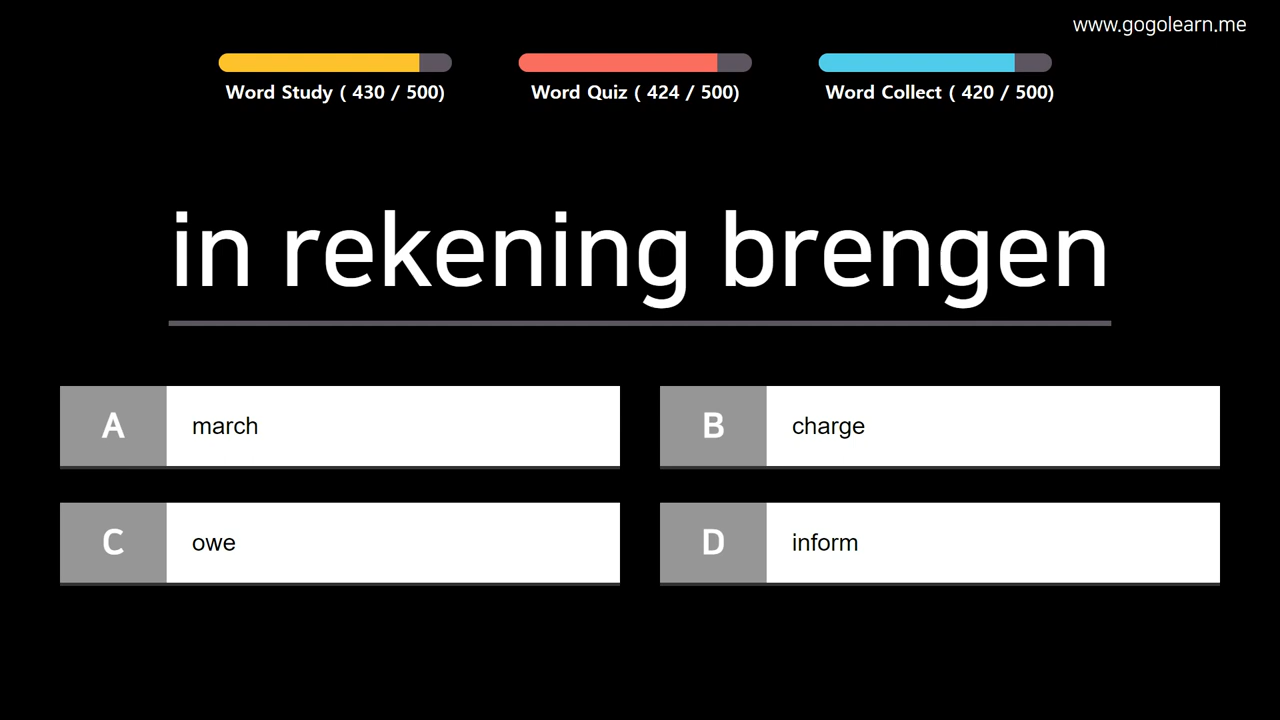 www.gogolearn.me
Word Study ( 430 / 500)
Word Quiz ( 424 / 500)
Word Collect ( 420 / 500)
in rekening brengen
A march
B charge
C owe
D inform